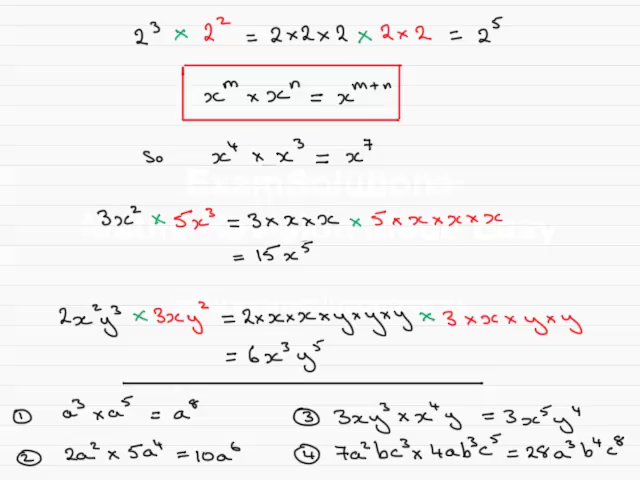 2³ × 2² = 2×2×2 × 2×2 = 2⁵
xᵐ × xⁿ = xᵐ⁺ⁿ
So x⁴ × x³ = x⁷
3x² × 5x³ = 3×x×x × 5×x×x×x
= 15x⁵
2x²y³ × 3xy² = 2×x×x×y×y×y × 3×x×y×y
= 6x³y⁵
① a³×a⁵ = a⁸
② 2a² × 5a⁴ = 10a⁶
③ 3xy³ × x⁴y = 3x⁵y⁴
④ 7a²bc³ × 4ab³c⁵ = 28a³b⁴c⁸